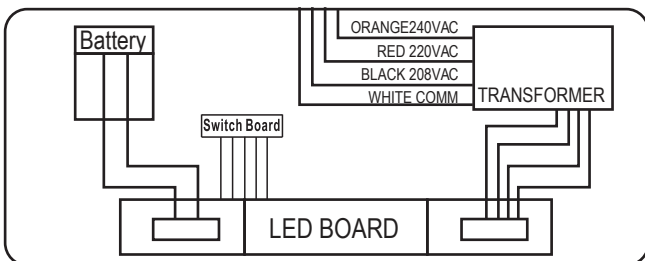 Battery
ORANGE240VAC
RED 220VAC
BLACK 208VAC
WHITE COMM
TRANSFORMER
Switch Board
LED BOARD